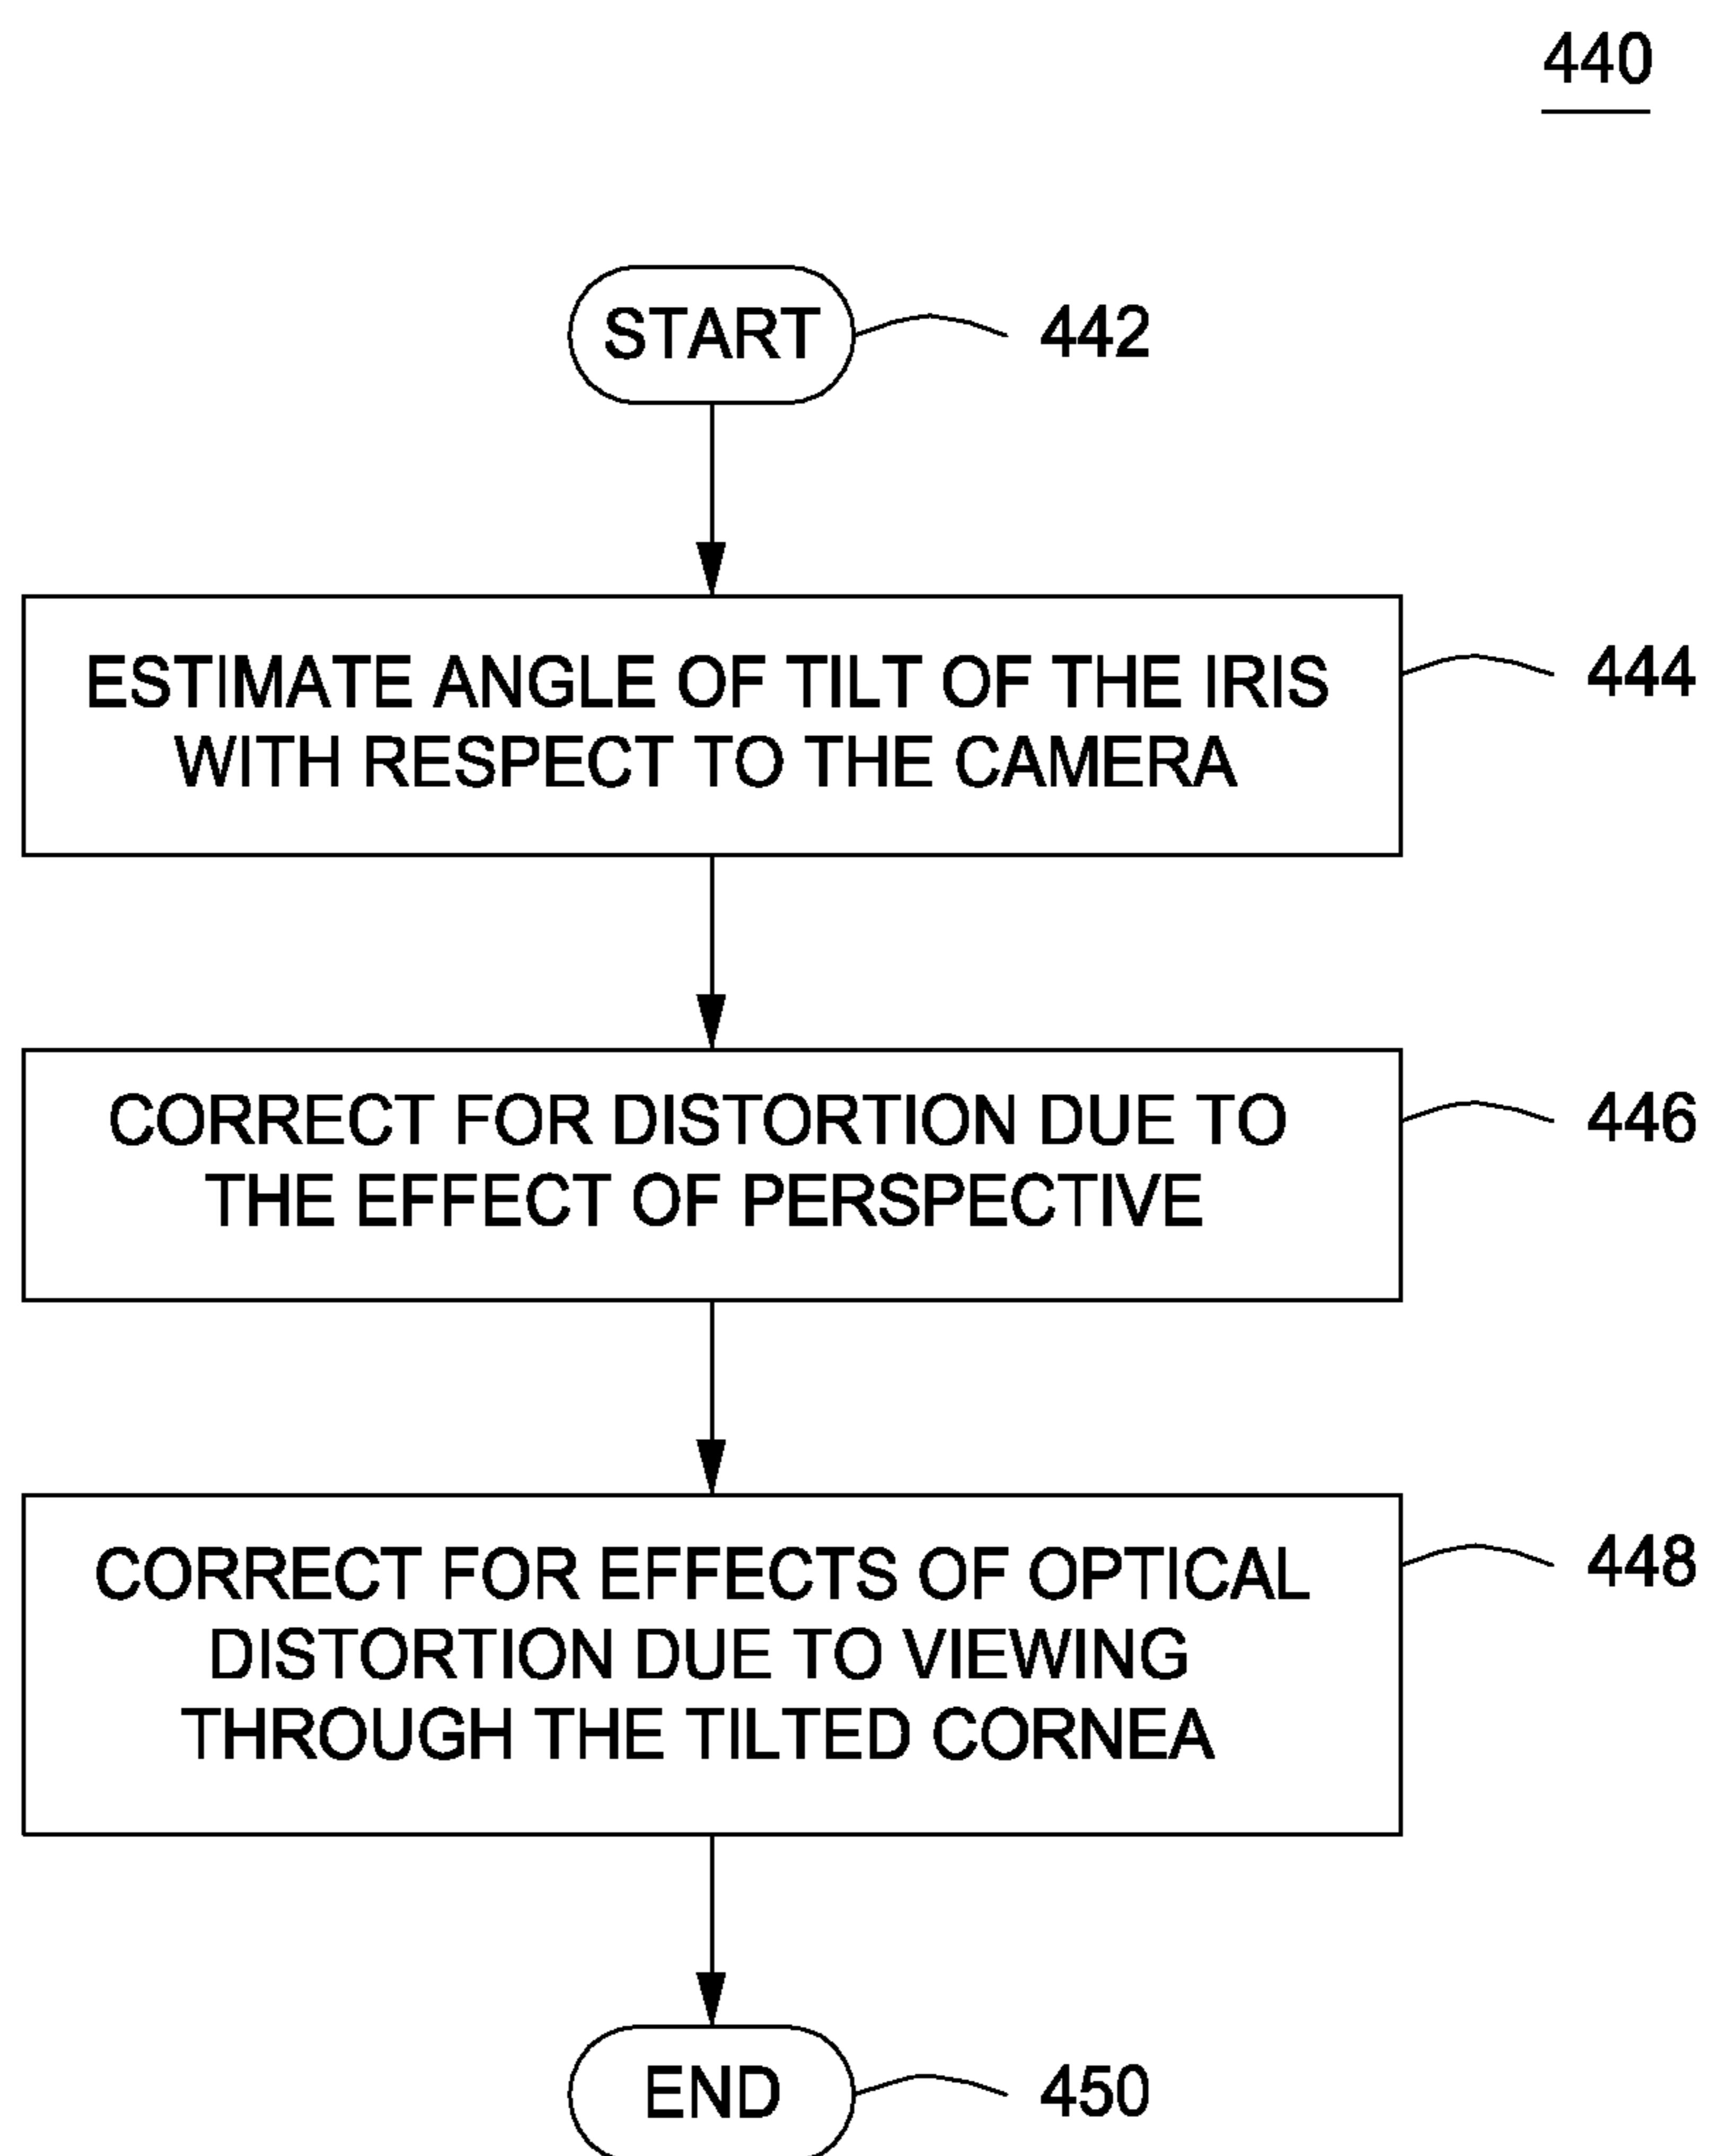 440
START
442
ESTIMATE ANGLE OF TILT OF THE IRIS
WITH RESPECT TO THE CAMERA
444
CORRECT FOR DISTORTION DUE TO
THE EFFECT OF PERSPECTIVE
446
CORRECT FOR EFFECTS OF OPTICAL
DISTORTION DUE TO VIEWING
THROUGH THE TILTED CORNEA
448
END
450